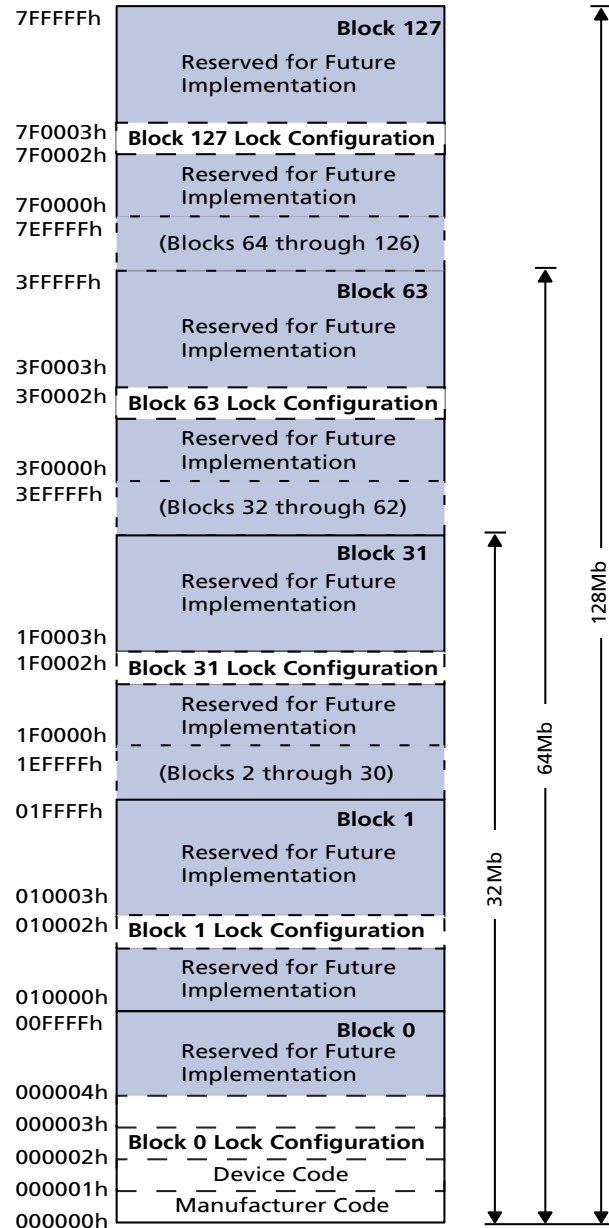 7FFFFFh
Block 127
Reserved for Future
Implementation
7F0003h
Block 127 Lock Configuration
7F0002h
Reserved for Future
Implementation
7F0000h
7EFFFFh
(Blocks 64 through 126)
3FFFFFh
Block 63
Reserved for Future
Implementation
3F0003h
3F0002h
Block 63 Lock Configuration
Reserved for Future
Implementation
3F0000h
3EFFFFh
(Blocks 32 through 62)
Block 31
Reserved for Future
Implementation
1F0003h
1F0002h
Block 31 Lock Configuration
Reserved for Future
Implementation
1F0000h
1EFFFFh
(Blocks 2 through 30)
01FFFFh
Block 1
Reserved for Future
Implementation
010003h
010002h
Block 1 Lock Configuration
Reserved for Future
Implementation
010000h
00FFFFh
Block 0
Reserved for Future
Implementation
000004h
000003h
Block 0 Lock Configuration
000002h
Device Code
000001h
Manufacturer Code
000000h
32Mb
64Mb
128Mb